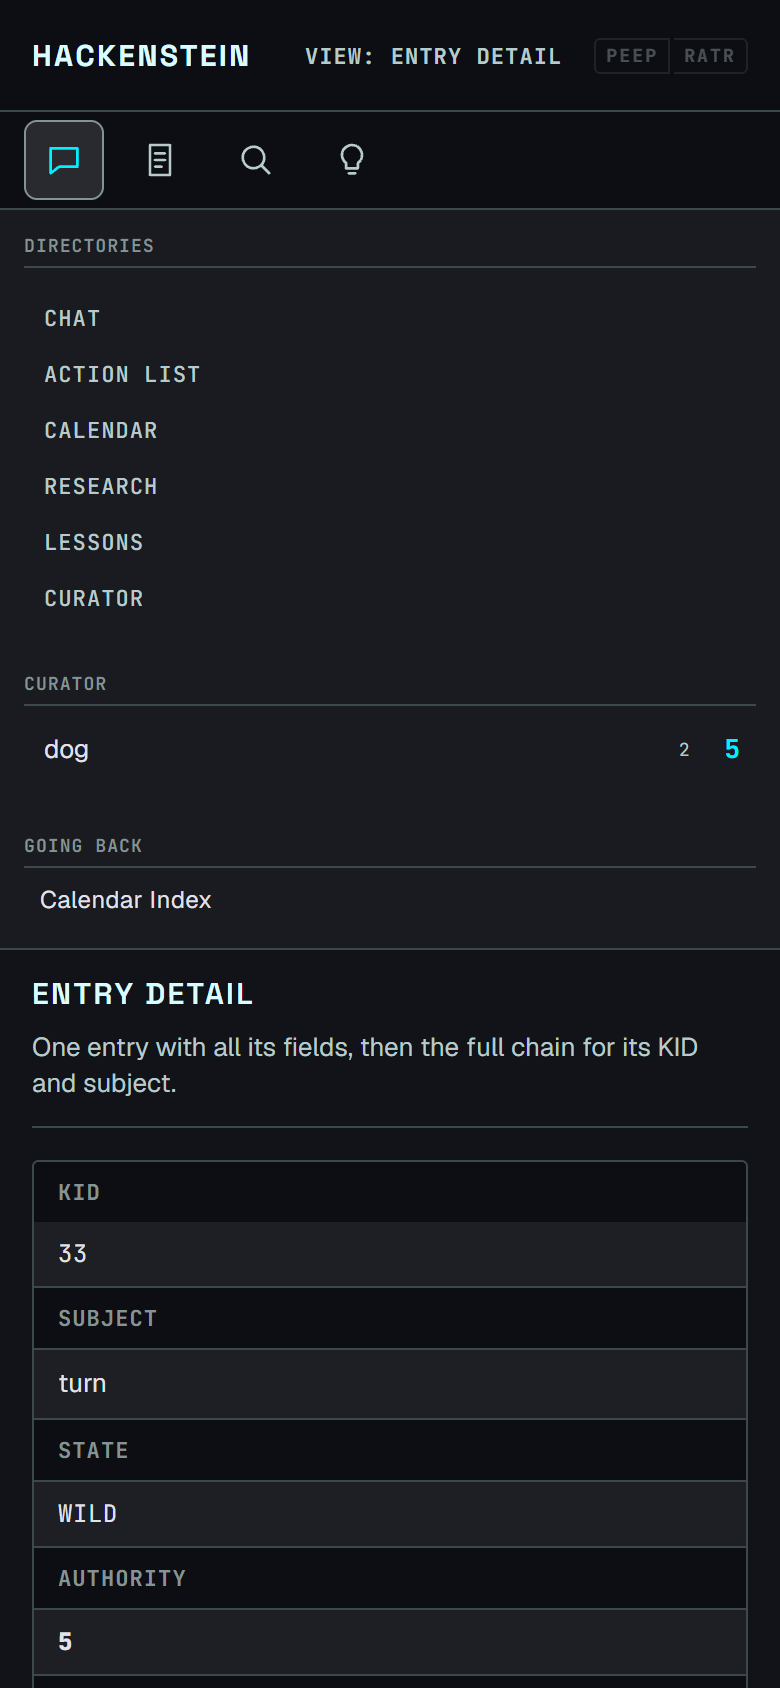 HACKENSTEIN
VIEW: ENTRY DETAIL
PEEP
RATR
DIRECTORIES
CHAT
ACTION LIST
CALENDAR
RESEARCH
LESSONS
CURATOR
CURATOR
dog 2 5
GOING BACK
Calendar Index
ENTRY DETAIL
One entry with all its fields, then the full chain for its KID
and subject.
KID
33
SUBJECT
turn
STATE
WILD
AUTHORITY
5